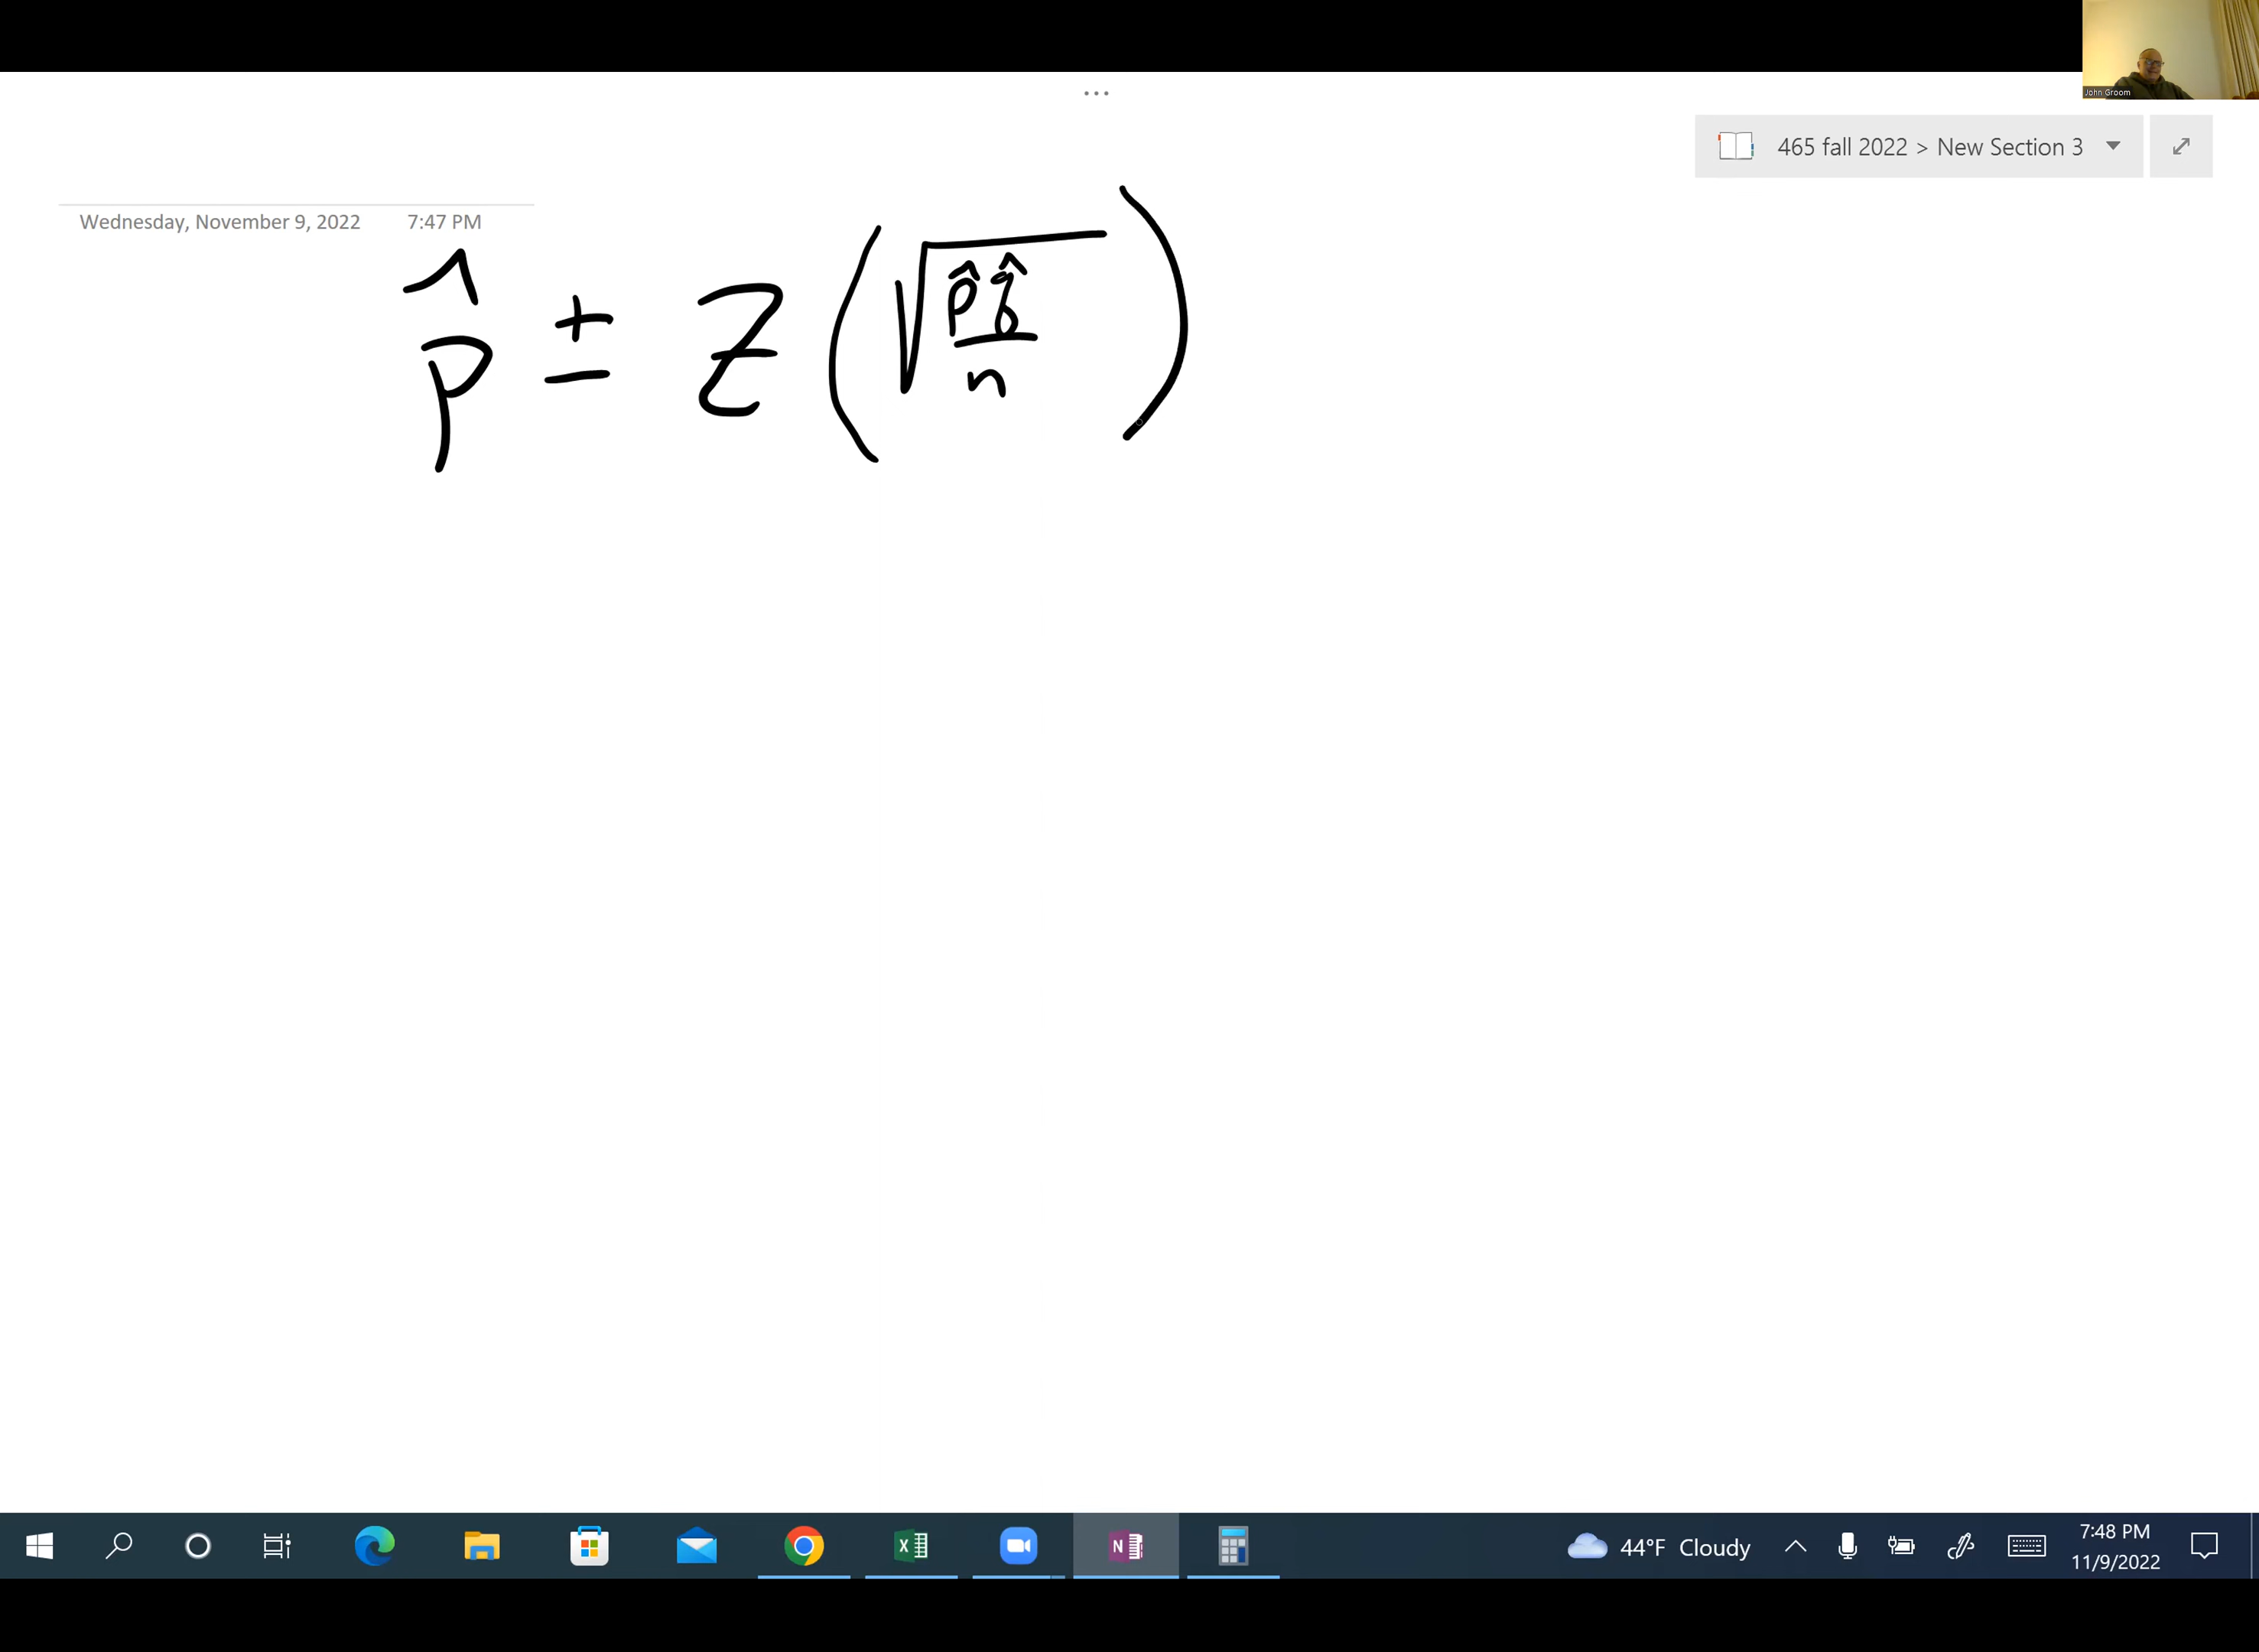 John Groom
465 fall 2022 > New Section 3
Wednesday, November 9, 2022 7:47 PM
p̂ ± Z (√(p̂q̂/n))
44°F Cloudy
7:48 PM
11/9/2022